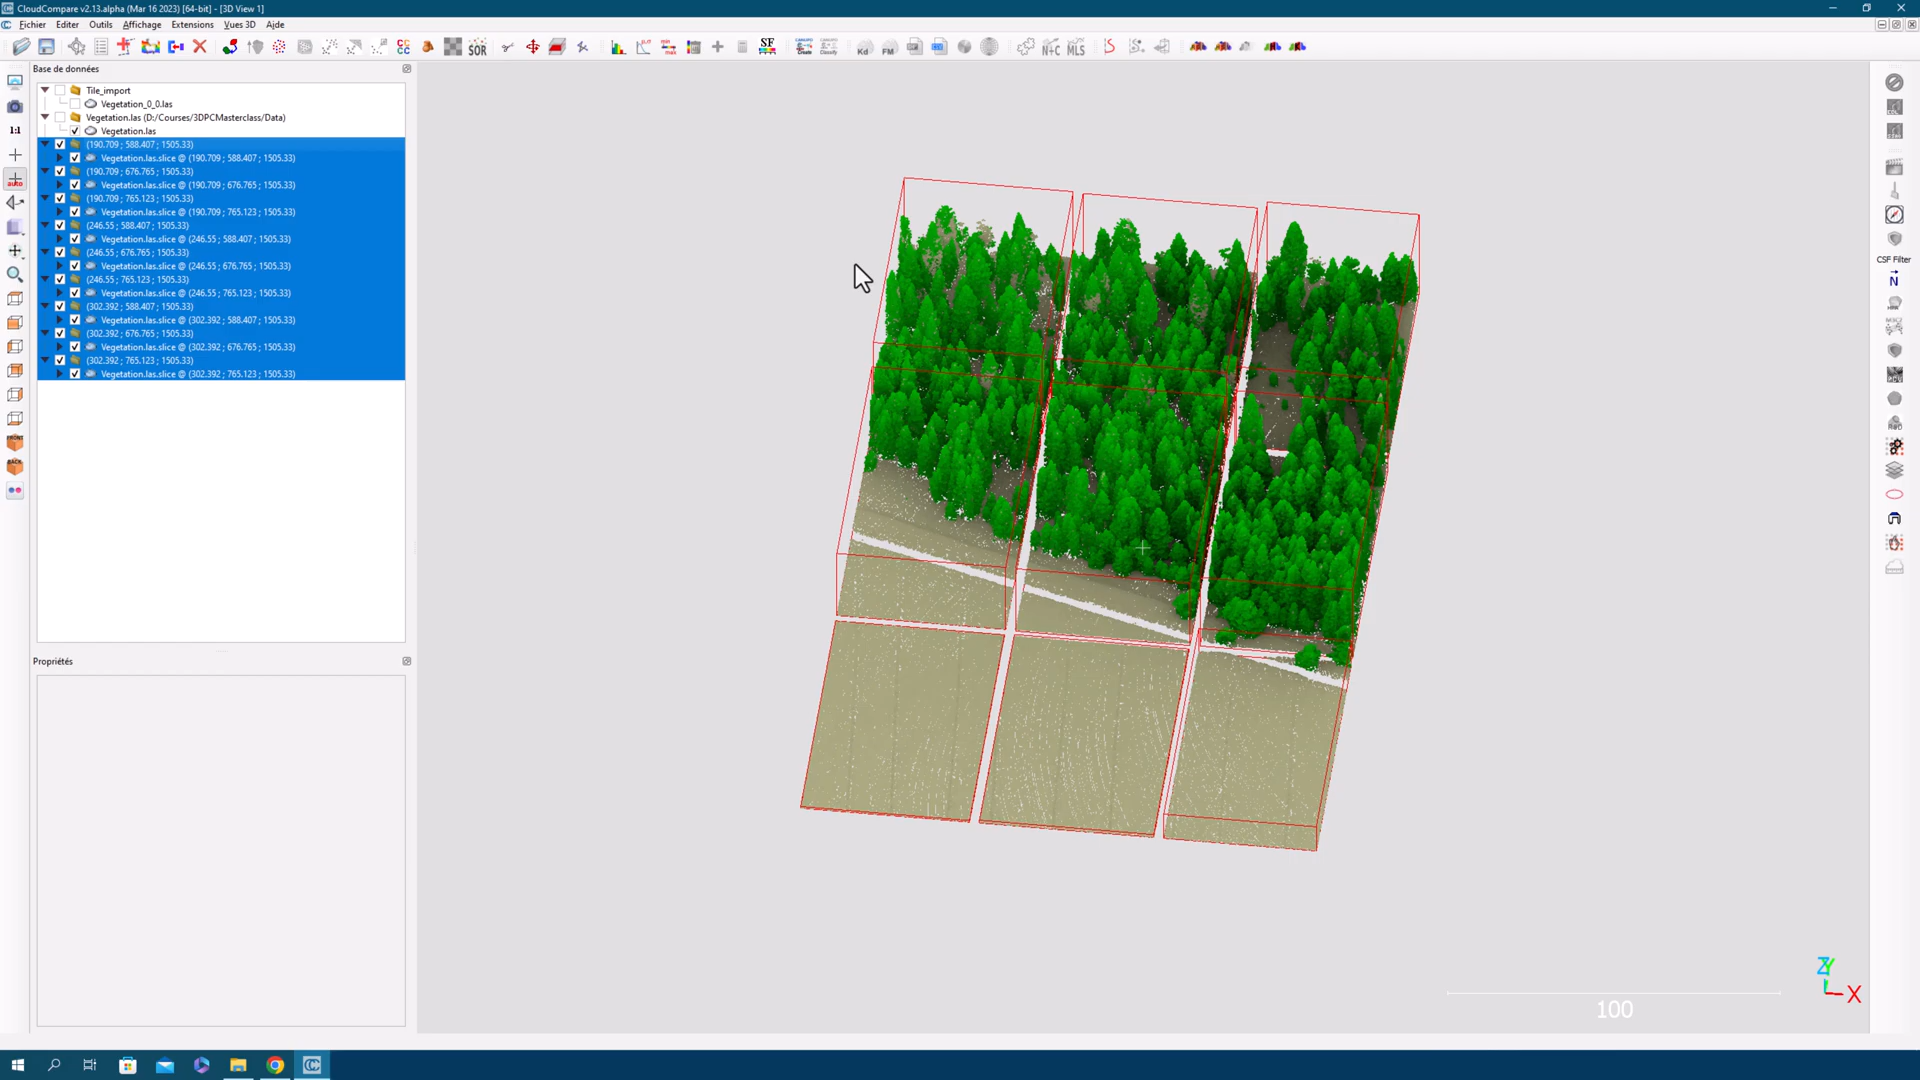 CloudCompare v2.13.alpha (Mar 16 2023) [64-bit] - [3D View 1]
Fichier Editer Outils Affichage Extensions Vues 3D Aide
SOR SF Kd FM N+C MLS
Base de données
Tile_import
Vegetation_0_0.las
Vegetation.las (D:/Courses/3DPCMasterclass/Data)
Vegetation.las
(190.709 ; 588.407 ; 1505.33)
Vegetation.las.slice @ (190.709 ; 588.407 ; 1505.33)
(190.709 ; 676.765 ; 1505.33)
Vegetation.las.slice @ (190.709 ; 676.765 ; 1505.33)
(190.709 ; 765.123 ; 1505.33)
Vegetation.las.slice @ (190.709 ; 765.123 ; 1505.33)
(246.55 ; 588.407 ; 1505.33)
Vegetation.las.slice @ (246.55 ; 588.407 ; 1505.33)
(246.55 ; 676.765 ; 1505.33)
Vegetation.las.slice @ (246.55 ; 676.765 ; 1505.33)
(246.55 ; 765.123 ; 1505.33)
Vegetation.las.slice @ (246.55 ; 765.123 ; 1505.33)
(302.392 ; 588.407 ; 1505.33)
Vegetation.las.slice @ (302.392 ; 588.407 ; 1505.33)
(302.392 ; 676.765 ; 1505.33)
Vegetation.las.slice @ (302.392 ; 676.765 ; 1505.33)
(302.392 ; 765.123 ; 1505.33)
Vegetation.las.slice @ (302.392 ; 765.123 ; 1505.33)
1:1
auto
FRONT
BACK
CSF Filter
N
Propriétés
Z Y
X
100